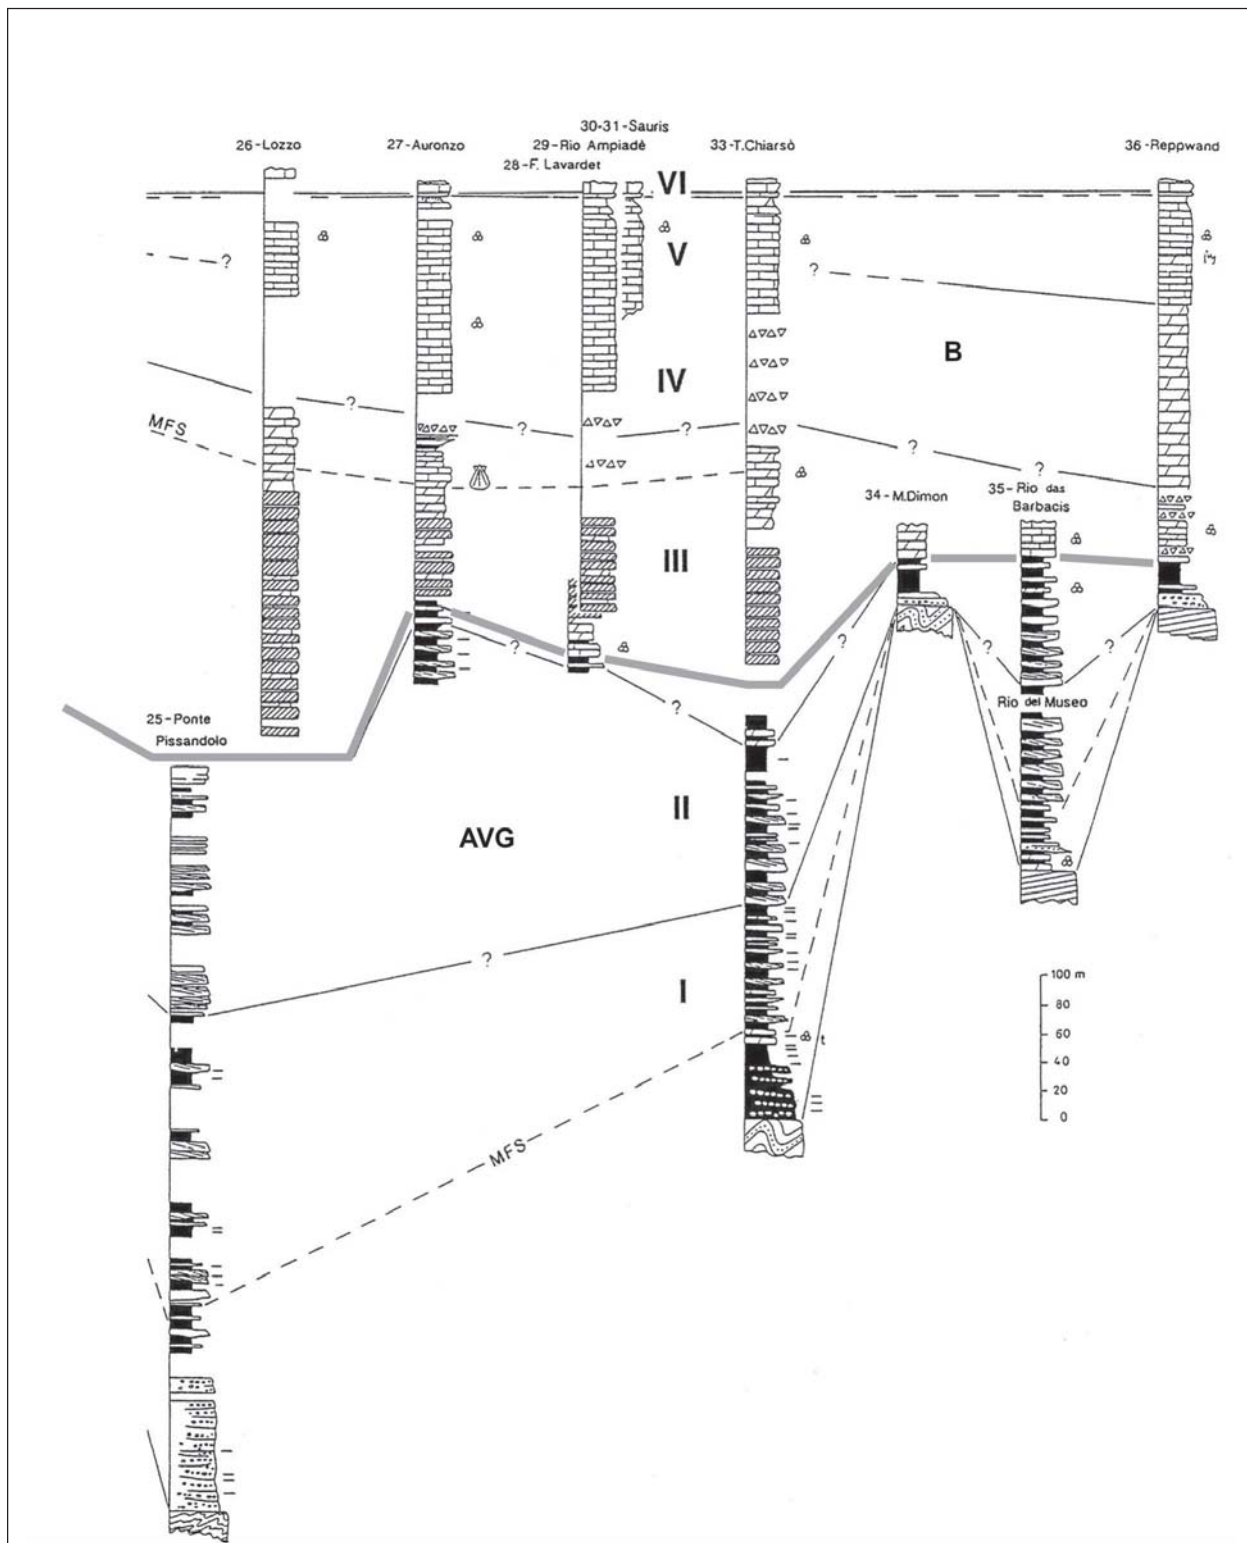 30-31-Sauris
26-Lozzo
27-Auronzo
29-Rio Ampiadè
33-T.Chiarsò
36-Reppwand
28-F. Lavardet
VI
V
?
?
B
IV
?
?
?
?
?
MFS
34-M.Dimon
35-Rio das
Barbacis
III
?
?
?
?
?
25-Ponte
Pissandolo
Rio del Museo
II
AVG
?
I
100 m
80
60
40
20
0
t
MFS